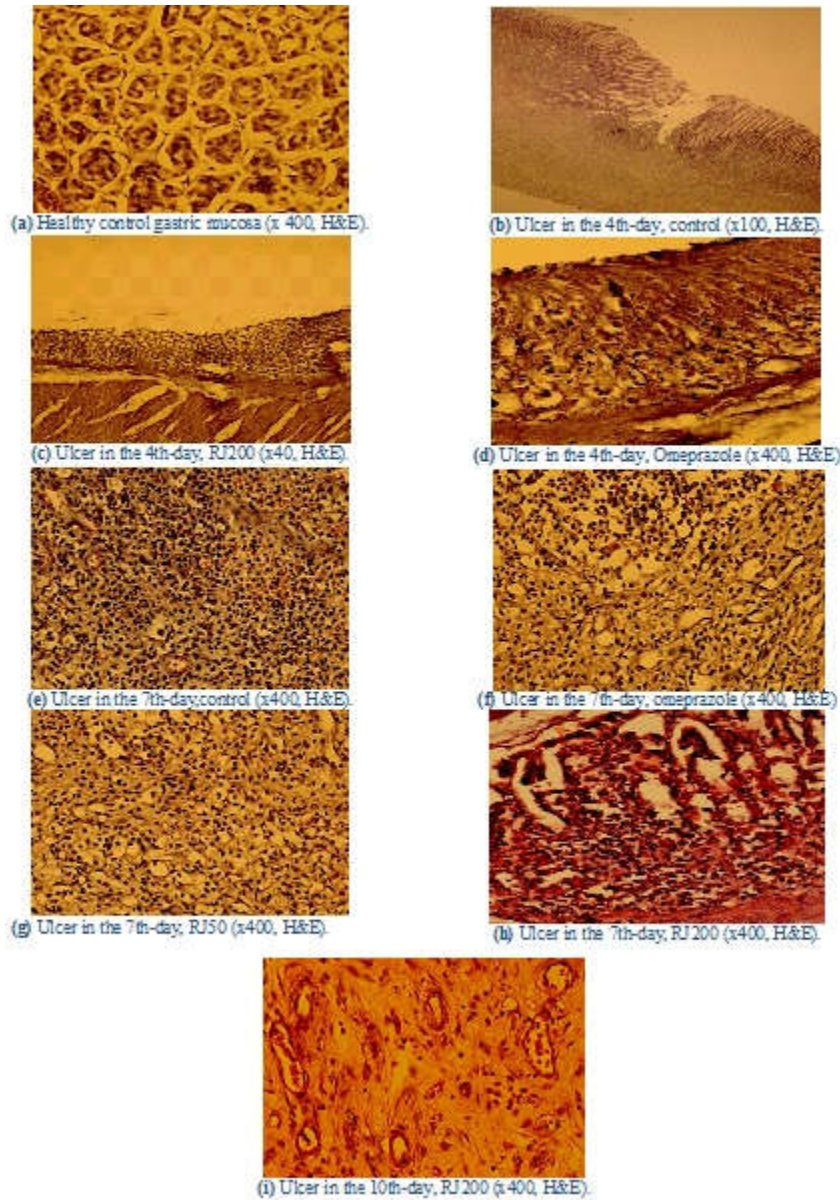 (a) Healthy control gastric mucosa (x 400, H&E).
(b) Ulcer in the 4th-day, control (x100, H&E).
(c) Ulcer in the 4th-day, RJ200 (x40, H&E).
(d) Ulcer in the 4th-day, Omeprazole (x400, H&E)
(e) Ulcer in the 7th-day,control (x400, H&E).
(f) Ulcer in the 7th-day, omeprazole (x400, H&E)
(g) Ulcer in the 7th-day, RJ50 (x400, H&E).
(h) Ulcer in the 7th-day, RJ200 (x400, H&E).
(i) Ulcer in the 10th-day, RJ200 (x400, H&E).